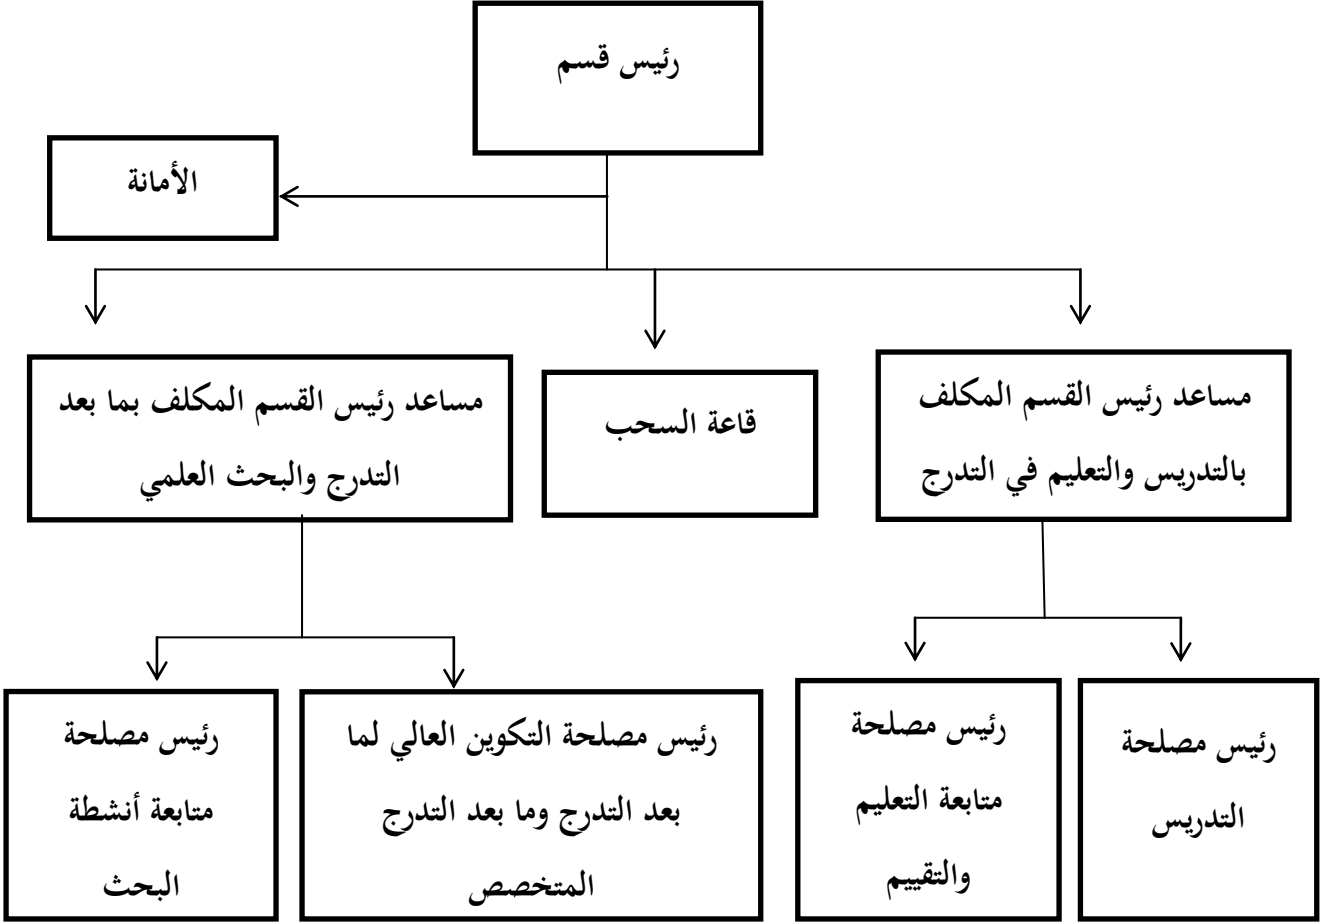 رئيس قسم
الأمانة
مساعد رئيس القسم المكلف
بالتدريس والتعليم في التدرج
قاعة السحب
مساعد رئيس القسم المكلف بما بعد
التدرج والبحث العلمي
رئيس مصلحة
التدريس
رئيس مصلحة
متابعة التعليم
والتقييم
رئيس مصلحة التكوين العالي لما
بعد التدرج وما بعد التدرج
المتخصص
رئيس مصلحة
متابعة أنشطة
البحث